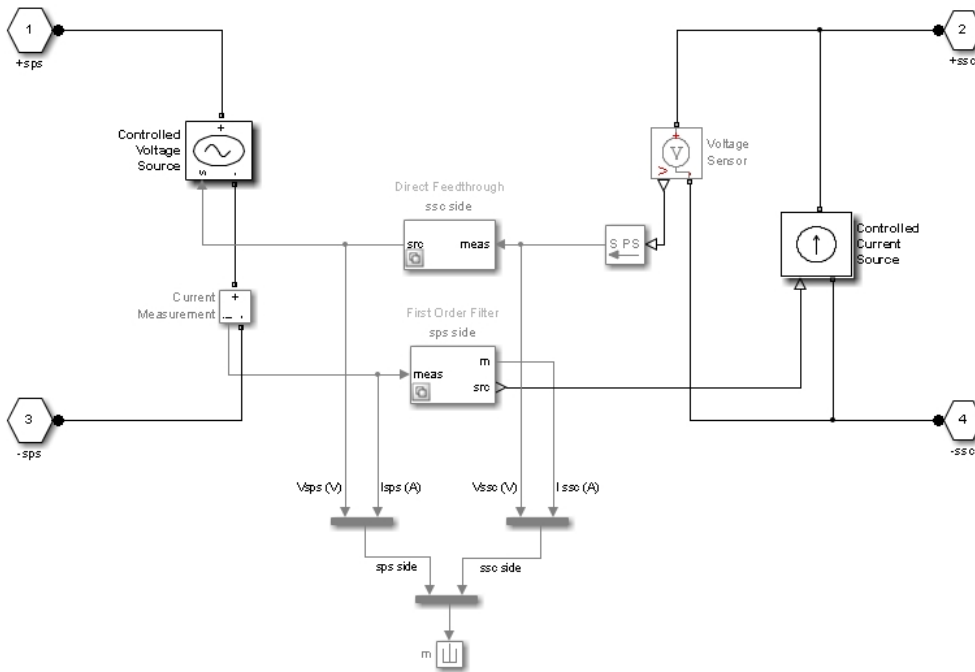 1
+sps
2
+ssc
Controlled
Voltage
Source
+
s
-
Voltage
Sensor
+
V
V
-
Direct Feedthrough
ssc side
src
meas
S PS
Controlled
Current
Source
Current
Measurement
+
i
-
First Order Filter
sps side
meas
m
src
3
-sps
4
-ssc
Vsps (V)
Isps (A)
Vssc (V)
I ssc (A)
sps side
ssc side
m